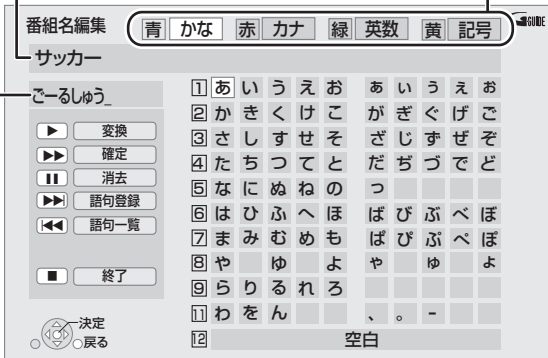 番組名編集 青 かな 赤 カナ 緑 英数 黄 記号 GUIDE
サッカー
ごーるしゅう_
▶ 変換
▶▶ 確定
❚❚ 消去
▶▶| 語句登録
|◀◀ 語句一覧
■ 終了
決定
戻る
1 あ い う え お ぁ ぃ ぅ ぇ ぉ
2 か き く け こ が ぎ ぐ げ ご
3 さ し す せ そ ざ じ ず ぜ ぞ
4 た ち つ て と だ ぢ づ で ど
5 な に ぬ ね の っ
6 は ひ ふ へ ほ ば び ぶ べ ぼ
7 ま み む め も ぱ ぴ ぷ ぺ ぽ
8 や ゆ よ ゃ ゅ ょ
9 ら り る れ ろ
11 わ を ん 、 。 -
12 空白